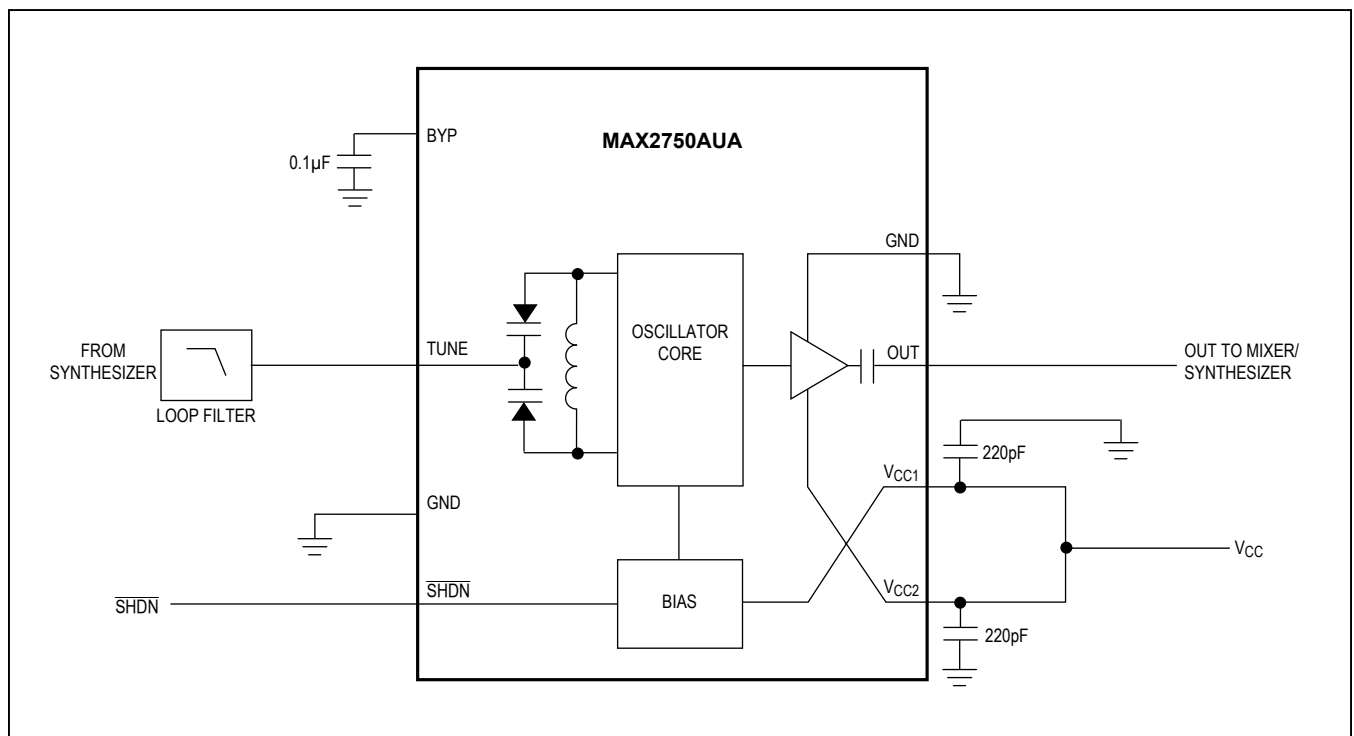 MAX2750AUA
BYP
0.1µF
GND
OSCILLATOR
CORE
TUNE
OUT
FROM
SYNTHESIZER
LOOP FILTER
OUT TO MIXER/
SYNTHESIZER
220pF
VCC1
GND
VCC
SHDN
SHDN
BIAS
VCC2
220pF